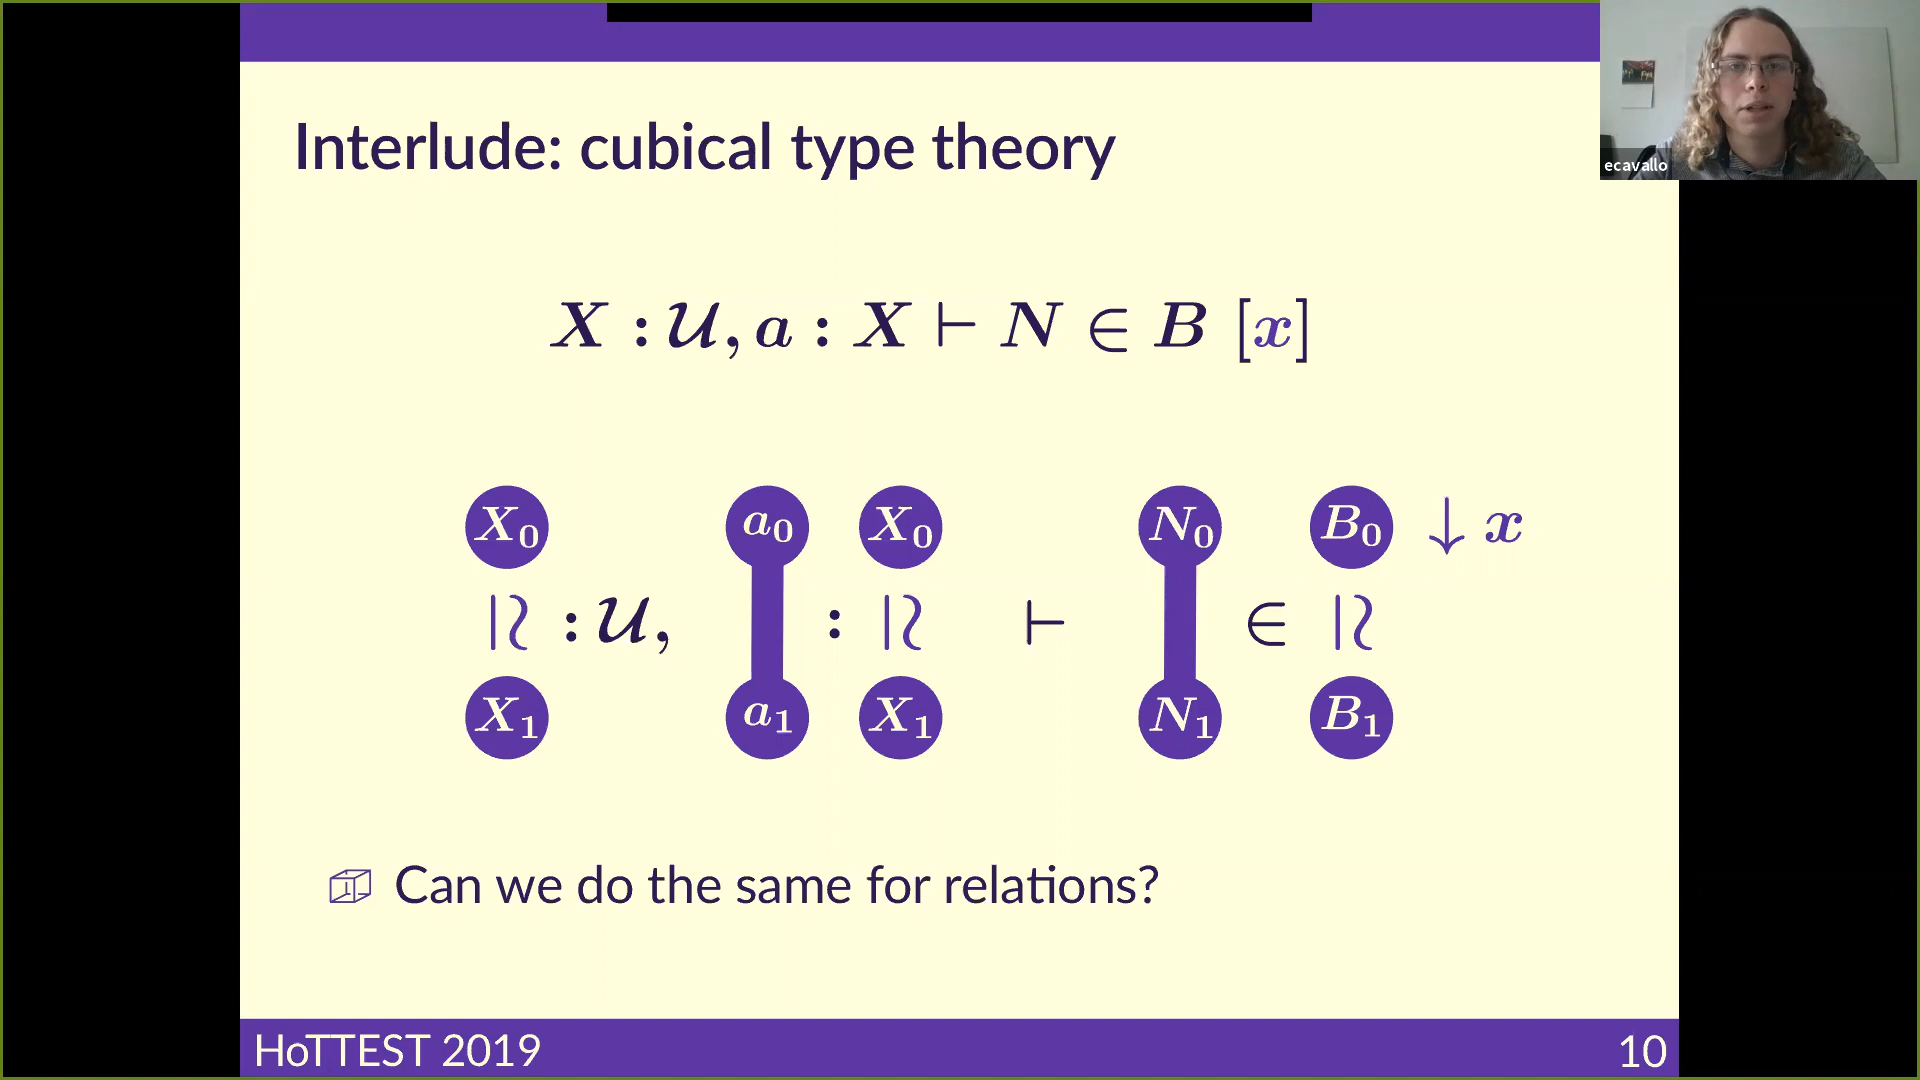 Interlude: cubical type theory
ecavallo
X : 𝒰, a : X ⊢ N ∈ B [x]
X₀ a₀ X₀ N₀ B₀ ↓ x
≃ : 𝒰, : ≃ ⊢ ∈ ≃
X₁ a₁ X₁ N₁ B₁
Can we do the same for relations?
HoTTEST 2019 10